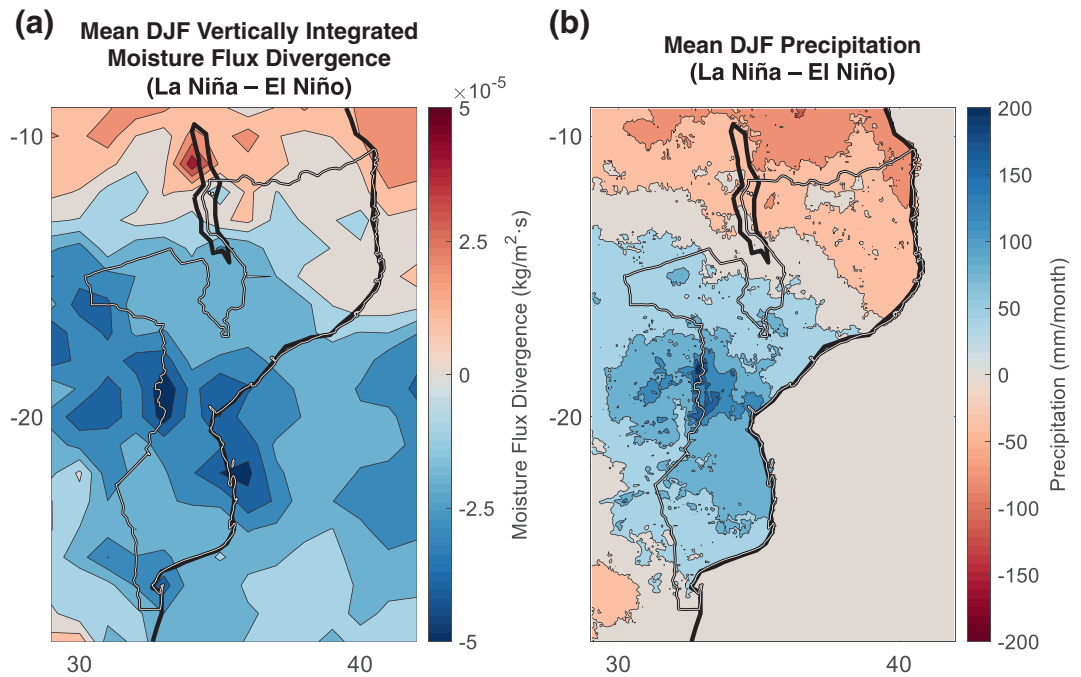 (a)
Mean DJF Vertically Integrated
Moisture Flux Divergence
(La Niña – El Niño)
×10⁻⁵
5
2.5
0
-2.5
-5
Moisture Flux Divergence (kg/m²·s)
-10
-20
30
40
(b)
Mean DJF Precipitation
(La Niña – El Niño)
200
150
100
50
0
-50
-100
-150
-200
Precipitation (mm/month)
-10
-20
30
40